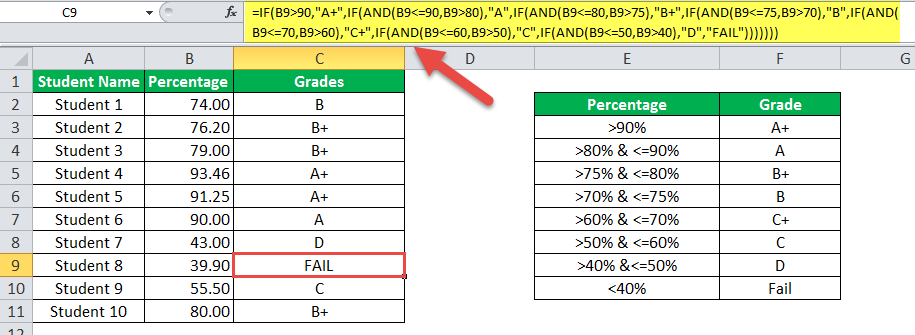 C9 fx =IF(B9>90,"A+",IF(AND(B9<=90,B9>80),"A",IF(AND(B9<=80,B9>75),"B+",IF(AND(B9<=75,B9>70),"B",IF(AND(
B9<=70,B9>60),"C+",IF(AND(B9<=60,B9>50),"C",IF(AND(B9<=50,B9>40),"D","FAIL")))))))
A B C D E F G
1 Student Name Percentage Grades
2 Student 1 74.00 B Percentage Grade
3 Student 2 76.20 B+ >90% A+
4 Student 3 79.00 B+ >80% & <=90% A
5 Student 4 93.46 A+ >75% & <=80% B+
6 Student 5 91.25 A+ >70% & <=75% B
7 Student 6 90.00 A >60% & <=70% C+
8 Student 7 43.00 D >50% & <=60% C
9 Student 8 39.90 FAIL >40% &<=50% D
10 Student 9 55.50 C <40% Fail
11 Student 10 80.00 B+
12